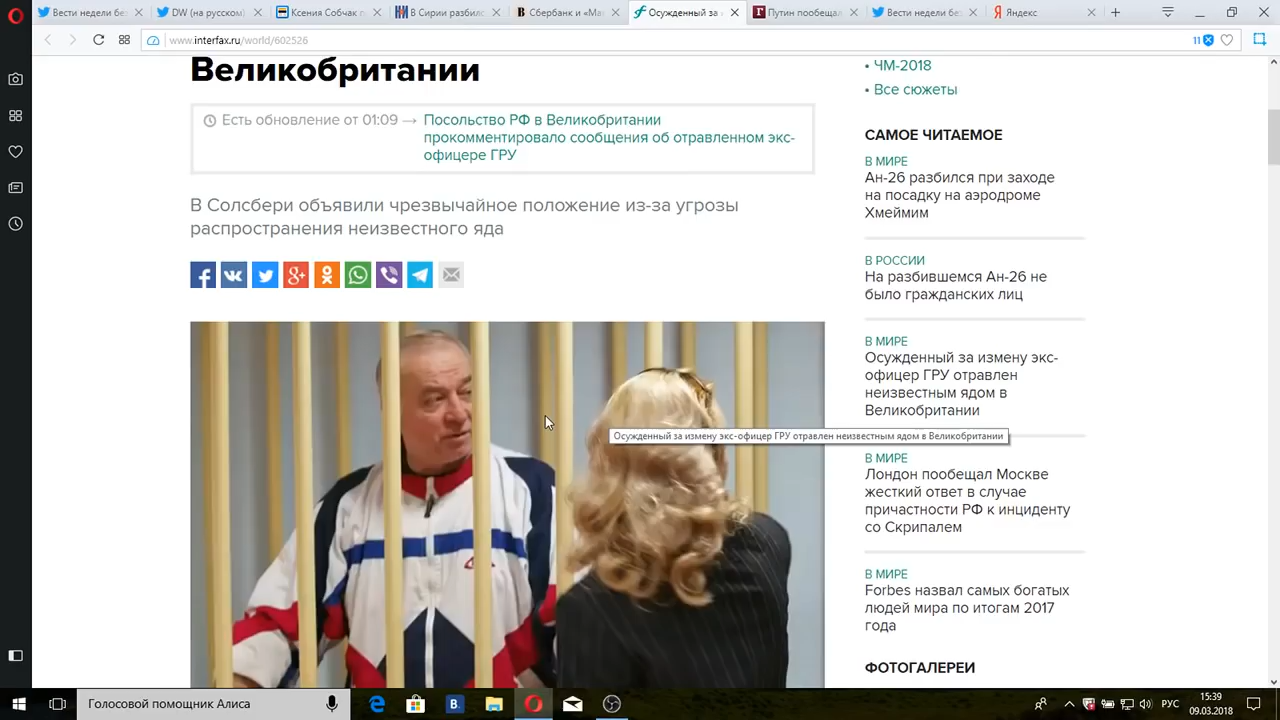 Вести недели без
DW (на русском)
Ксения Собчак п
В Сирии разбилс
Сбербанк и «Ма
Осужденный за
Путин пообеща
Вести недели без
Яндекс
www.interfax.ru/world/602526
11
Великобритании
Есть обновление от 01:09 →
Посольство РФ в Великобритании
прокомментировало сообщения об отравленном экс-
офицере ГРУ
В Солсбери объявили чрезвычайное положение из-за угрозы
распространения неизвестного яда
Осужденный за измену экс-офицер ГРУ отравлен неизвестным ядом в Великобритании
• ЧМ-2018
• Все сюжеты
САМОЕ ЧИТАЕМОЕ
В МИРЕ
Ан-26 разбился при заходе
на посадку на аэродроме
Хмеймим
В РОССИИ
На разбившемся Ан-26 не
было гражданских лиц
В МИРЕ
Осужденный за измену экс-
офицер ГРУ отравлен
неизвестным ядом в
Великобритании
В МИРЕ
Лондон пообещал Москве
жесткий ответ в случае
причастности РФ к инциденту
со Скрипалем
В МИРЕ
Forbes назвал самых богатых
людей мира по итогам 2017
года
ФОТОГАЛЕРЕИ
Голосовой помощник Алиса
РУС
15:39
09.03.2018